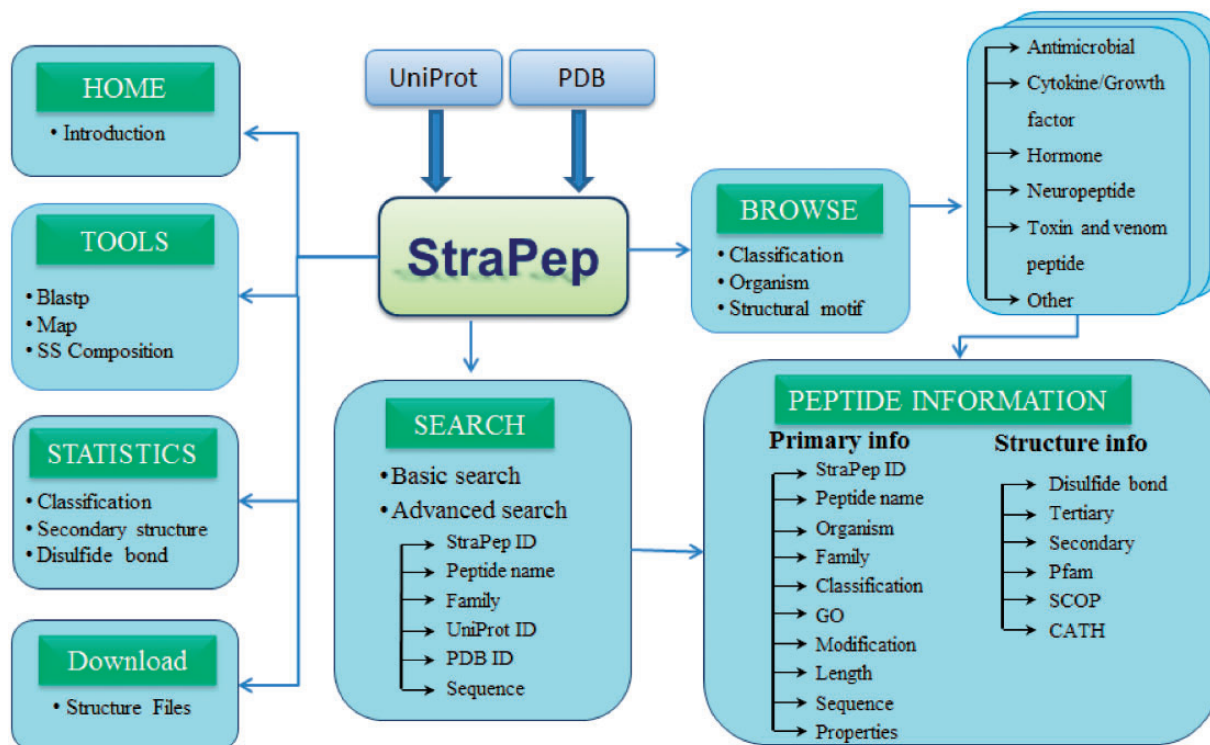 HOME
• Introduction
TOOLS
• Blastp
• Map
• SS Composition
STATISTICS
• Classification
• Secondary structure
• Disulfide bond
Download
• Structure Files
UniProt
PDB
StraPep
SEARCH
• Basic search
• Advanced search
StraPep ID
Peptide name
Family
UniProt ID
PDB ID
Sequence
BROWSE
• Classification
• Organism
• Structural motif
Antimicrobial
Cytokine/Growth
factor
Hormone
Neuropeptide
Toxin and venom
peptide
Other
PEPTIDE INFORMATION
Primary info
StraPep ID
Peptide name
Organism
Family
Classification
GO
Modification
Length
Sequence
Properties
Structure info
Disulfide bond
Tertiary
Secondary
Pfam
SCOP
CATH